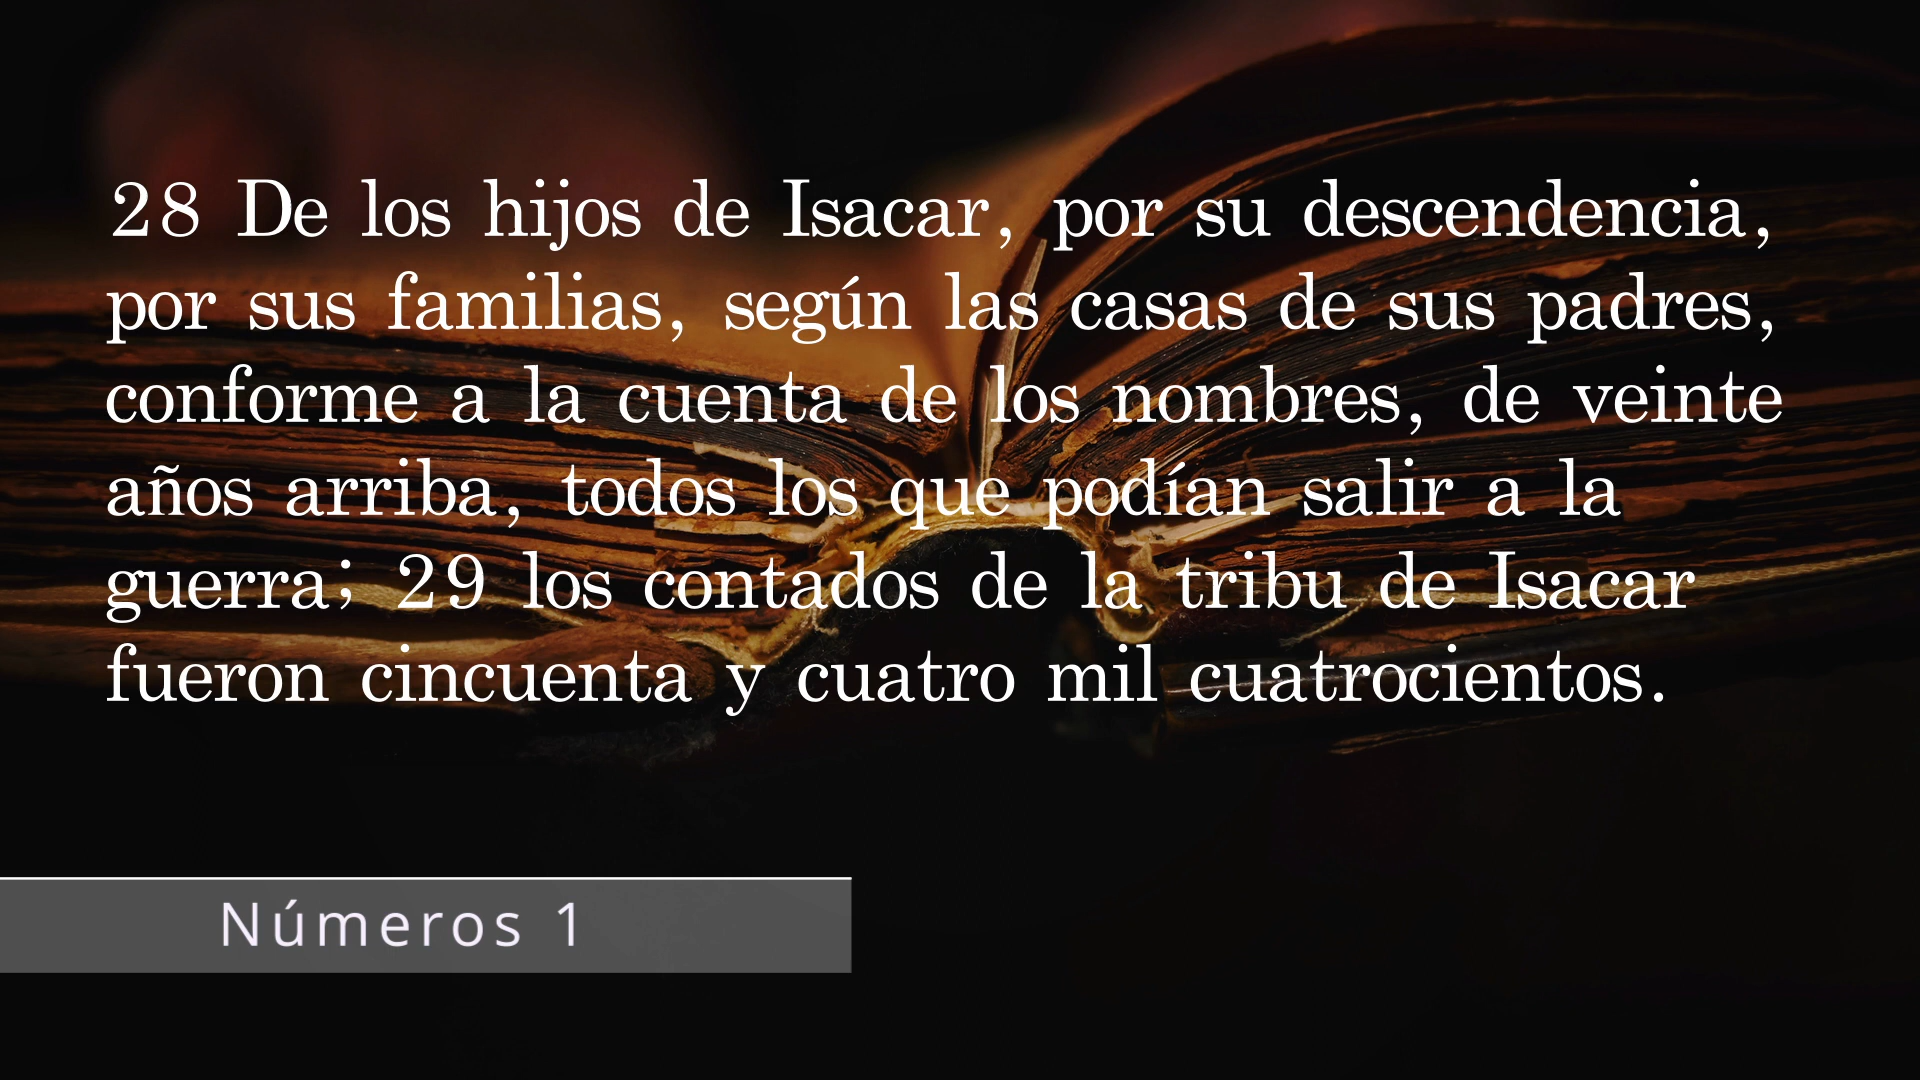 28 De los hijos de Isacar, por su descendencia,
por sus familias, según las casas de sus padres,
conforme a la cuenta de los nombres, de veinte
años arriba, todos los que podían salir a la
guerra; 29 los contados de la tribu de Isacar
fueron cincuenta y cuatro mil cuatrocientos.
Números 1